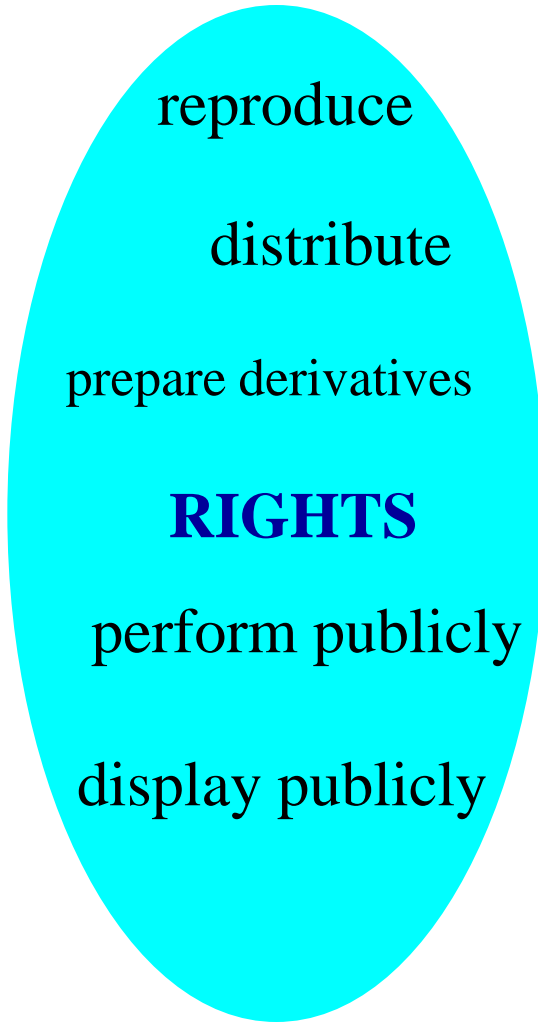 reproduce
distribute
prepare derivatives
RIGHTS
perform publicly
display publicly